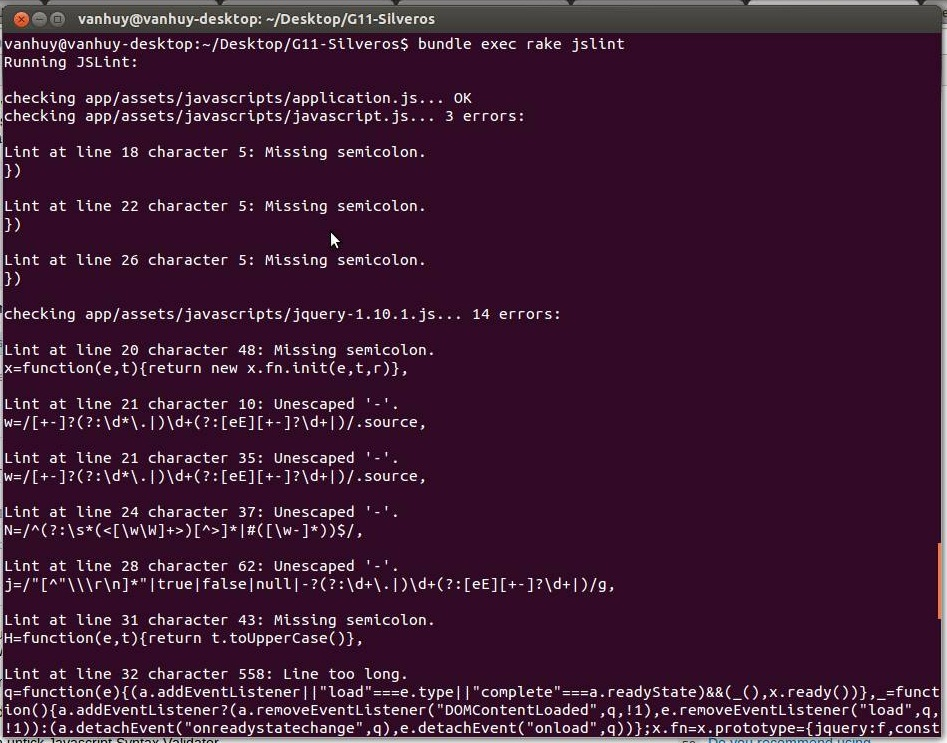 vanhuy@vanhuy-desktop: ~/Desktop/G11-Silveros
vanhuy@vanhuy-desktop:~/Desktop/G11-Silveros$ bundle exec rake jslint
Running JSLint:
checking app/assets/javascripts/application.js... OK
checking app/assets/javascripts/javascript.js... 3 errors:
Lint at line 18 character 5: Missing semicolon.
})
Lint at line 22 character 5: Missing semicolon.
})
Lint at line 26 character 5: Missing semicolon.
})
checking app/assets/javascripts/jquery-1.10.1.js... 14 errors:
Lint at line 20 character 48: Missing semicolon.
x=function(e,t){return new x.fn.init(e,t,r)},
Lint at line 21 character 10: Unescaped '-'.
w=/[+-]?(?:\d*\.|)\d+(?:[eE][+-]?\d+|)/.source,
Lint at line 21 character 35: Unescaped '-'.
w=/[+-]?(?:\d*\.|)\d+(?:[eE][+-]?\d+|)/.source,
Lint at line 24 character 37: Unescaped '-'.
N=/^(?:\s*(<[\w\W]+>)[^>]*|#([\w-]*))$/,
Lint at line 28 character 62: Unescaped '-'.
j=/"[^"\\\r\n]*"|true|false|null|-?(?:\d+\.|)\d+(?:[eE][+-]?\d+|)/g,
Lint at line 31 character 43: Missing semicolon.
H=function(e,t){return t.toUpperCase()},
Lint at line 32 character 558: Line too long.
q=function(e){(a.addEventListener||"load"===e.type||"complete"===a.readyState)&&(_(),x.ready())},_=funct
ion(){a.addEventListener?(a.removeEventListener("DOMContentLoaded",q,!1),e.removeEventListener("load",q,
!1)):(a.detachEvent("onreadystatechange",q),e.detachEvent("onload",q))};x.fn=x.prototype={jquery:f,const
untick Javascript Syntax Validator
Do you recommend using